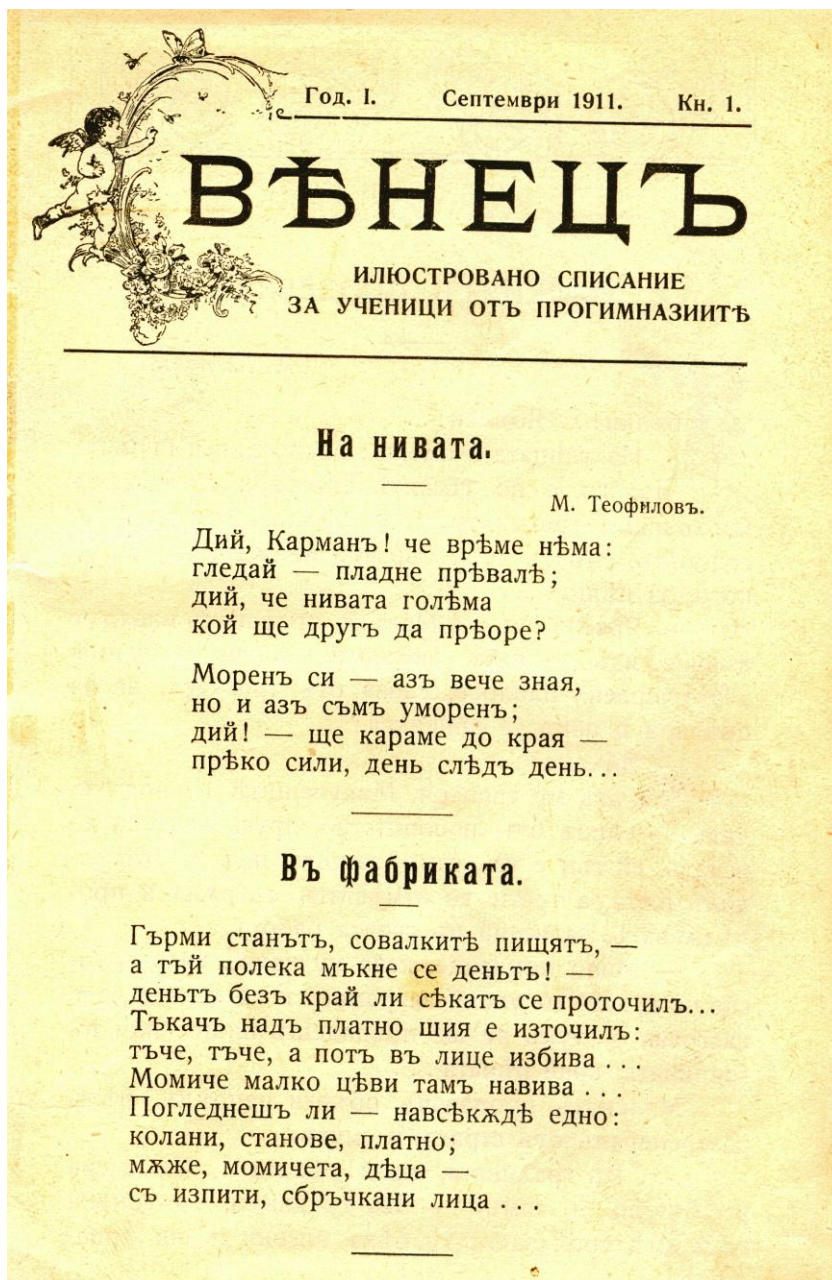 Год. I. Септември 1911. Кн. 1.
ВѢНЕЦЪ
ИЛЮСТРОВАНО СПИСАНИЕ
ЗА УЧЕНИЦИ ОТЪ ПРОГИМНАЗИИТѢ
На нивата.
М. Теофиловъ.
Дий, Карманъ! че врѣме нѣма:
гледай — пладне прѣвалѣ;
дий, че нивата голѣма
кой ще другъ да прѣоре?
Моренъ си — азъ вече зная,
но и азъ съмъ уморенъ;
дий! — ще караме до края —
прѣко сили, день слѣдъ день...
Въ фабриката.
Гърми станътъ, совалкитѣ пищятъ, —
а тъй полека мъкне се деньтъ! —
деньтъ безъ край ли сѣкатъ се проточилъ...
Тъкачъ надъ платно шия е източилъ:
тъче, тъче, а потъ въ лице избива ...
Момиче малко цѣви тамъ навива ...
Погледнешъ ли — навсѣкѫдѣ едно:
колани, станове, платно;
мѫже, момичета, дѣца —
съ изпити, сбръчкани лица ...